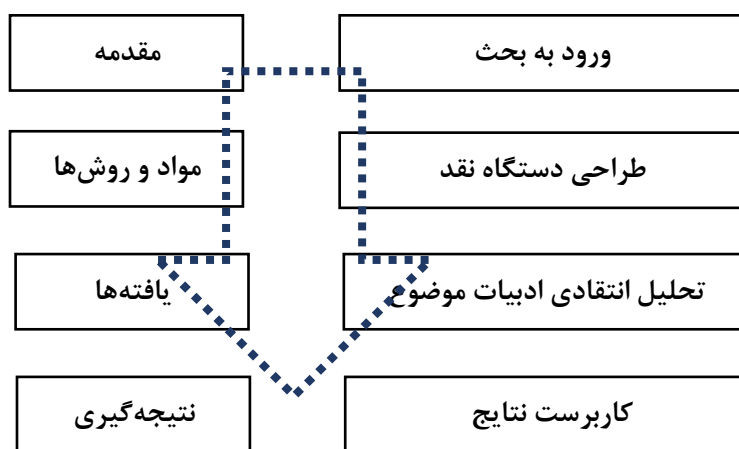 ورود به بحث
مقدمه
طراحی دستگاه نقد
مواد و روش‌ها
تحلیل انتقادی ادبیات موضوع
یافته‌ها
کاربرست نتایج
نتیجه‌گیری